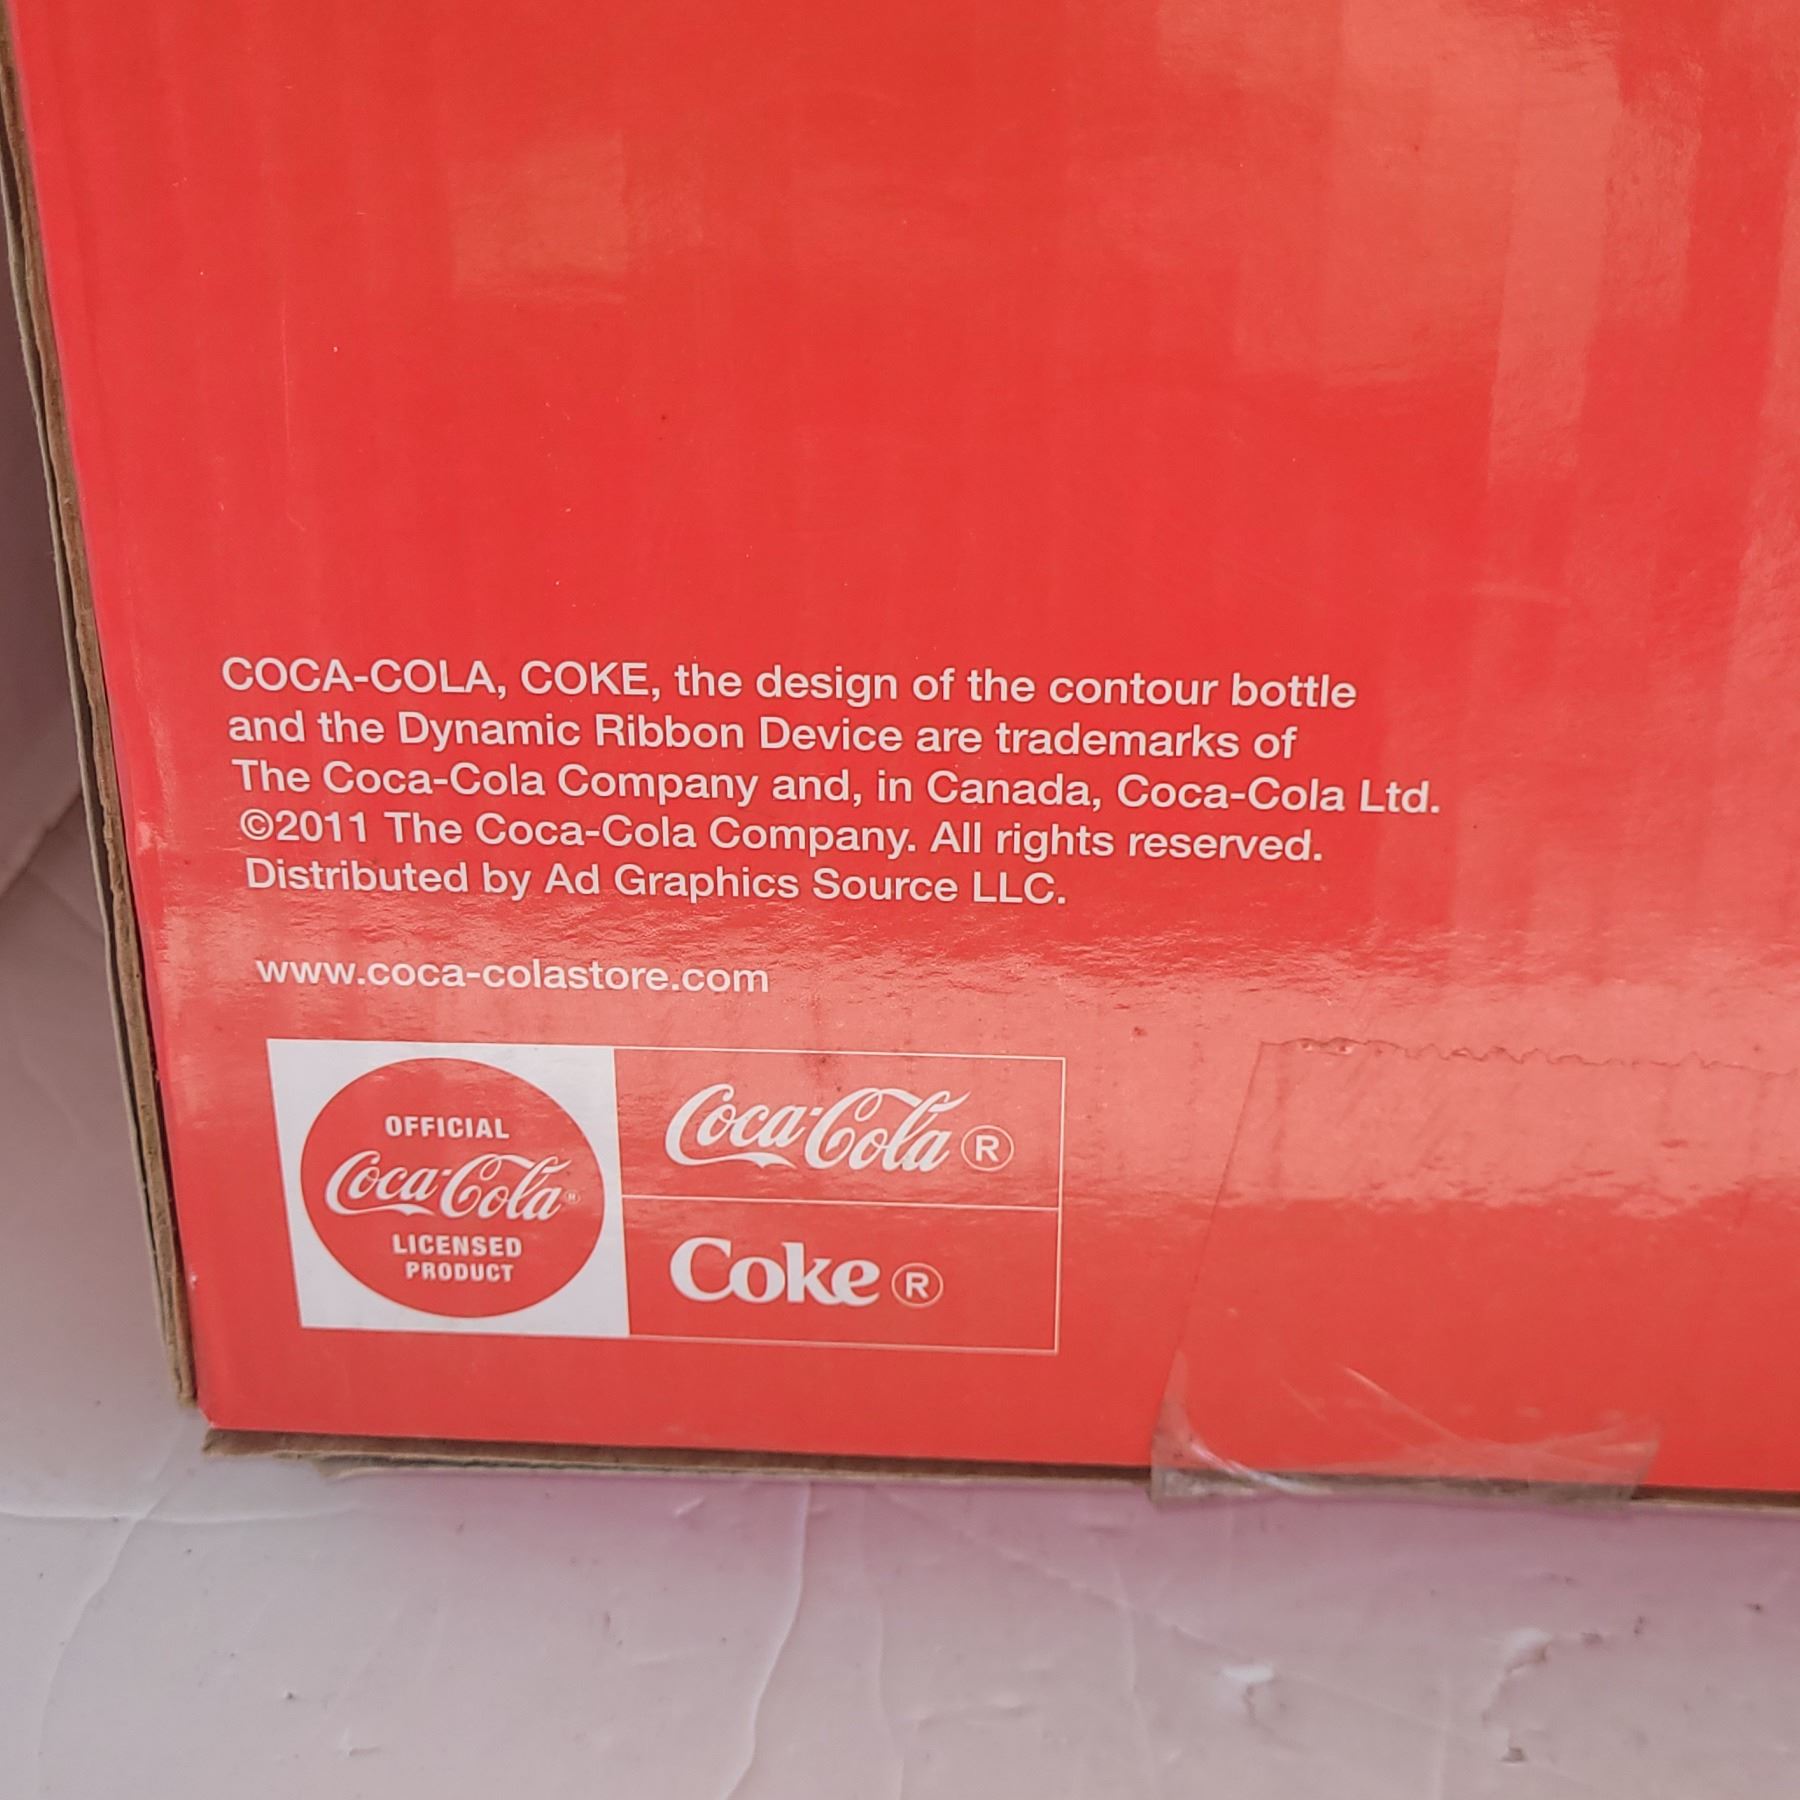 COCA-COLA, COKE, the design of the contour bottle
and the Dynamic Ribbon Device are trademarks of
The Coca-Cola Company and, in Canada, Coca-Cola Ltd.
©2011 The Coca-Cola Company. All rights reserved.
Distributed by Ad Graphics Source LLC.
www.coca-colastore.com
OFFICIAL
Coca-Cola®
LICENSED
PRODUCT
Coca-Cola®
Coke®